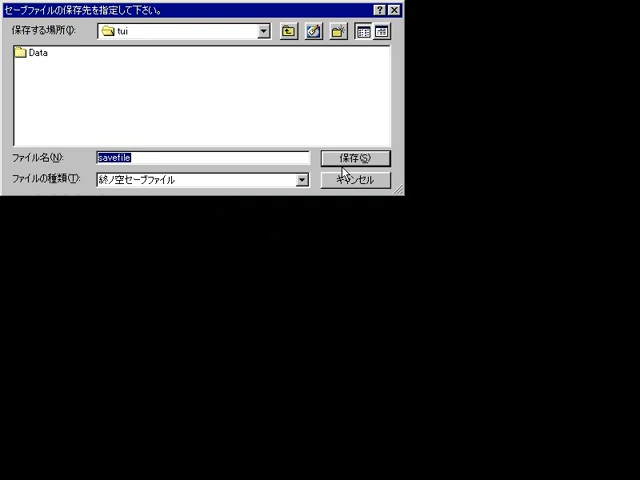 セーブファイルの保存先を指定して下さい。
保存する場所(I): tui
Data
ファイル名(N): savefile 保存(S)
ファイルの種類(T): 終ノ空セーブファイル キャンセル